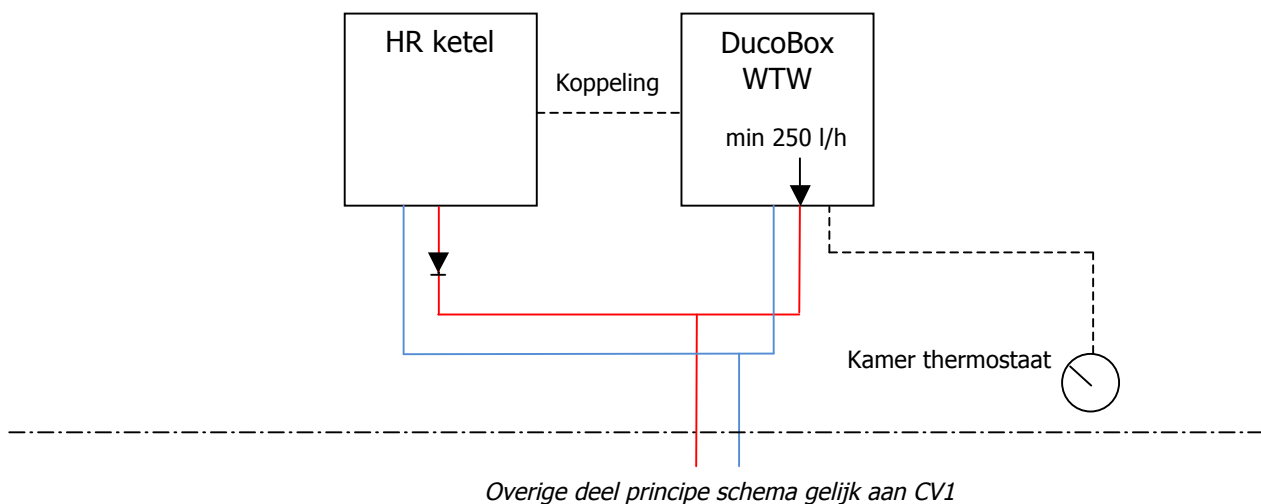 HR ketel
Koppeling
DucoBox
WTW
min 250 l/h
Kamer thermostaat
Overige deel principe schema gelijk aan CV1